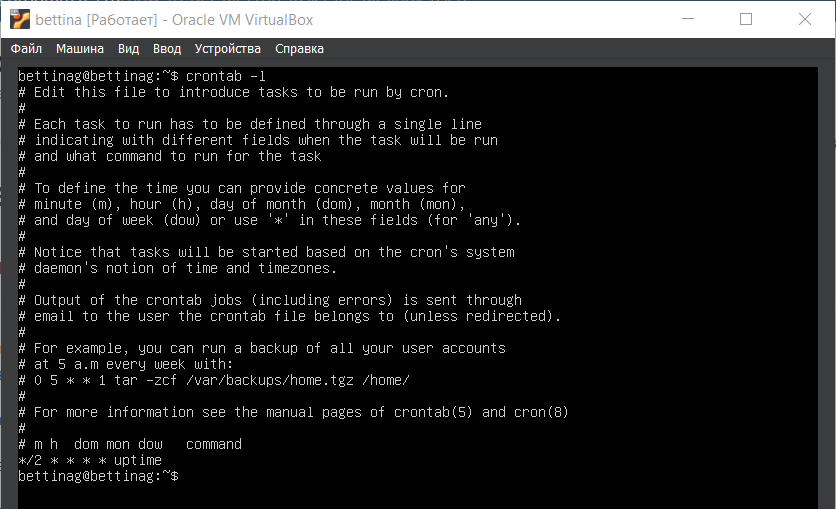 bettina [Работает] - Oracle VM VirtualBox
Файл Машина Вид Ввод Устройства Справка
bettinag@bettinag:~$ crontab -l
# Edit this file to introduce tasks to be run by cron.
#
# Each task to run has to be defined through a single line
# indicating with different fields when the task will be run
# and what command to run for the task
#
# To define the time you can provide concrete values for
# minute (m), hour (h), day of month (dom), month (mon),
# and day of week (dow) or use '*' in these fields (for 'any').
#
# Notice that tasks will be started based on the cron's system
# daemon's notion of time and timezones.
#
# Output of the crontab jobs (including errors) is sent through
# email to the user the crontab file belongs to (unless redirected).
#
# For example, you can run a backup of all your user accounts
# at 5 a.m every week with:
# 0 5 * * 1 tar -zcf /var/backups/home.tgz /home/
#
# For more information see the manual pages of crontab(5) and cron(8)
#
# m h  dom mon dow   command
*/2 * * * * uptime
bettinag@bettinag:~$